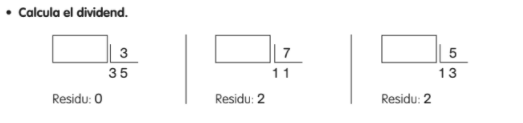 • Calcula el dividend.
3
35
Residu: 0
7
11
Residu: 2
5
13
Residu: 2